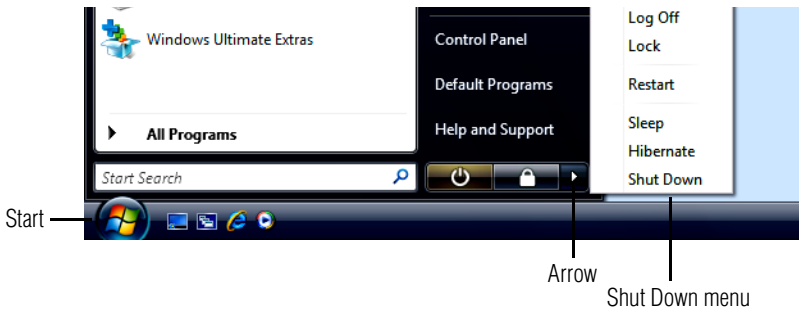 Windows Ultimate Extras
All Programs
Start Search
Control Panel
Default Programs
Help and Support
Log Off
Lock
Restart
Sleep
Hibernate
Shut Down
Start
Arrow
Shut Down menu